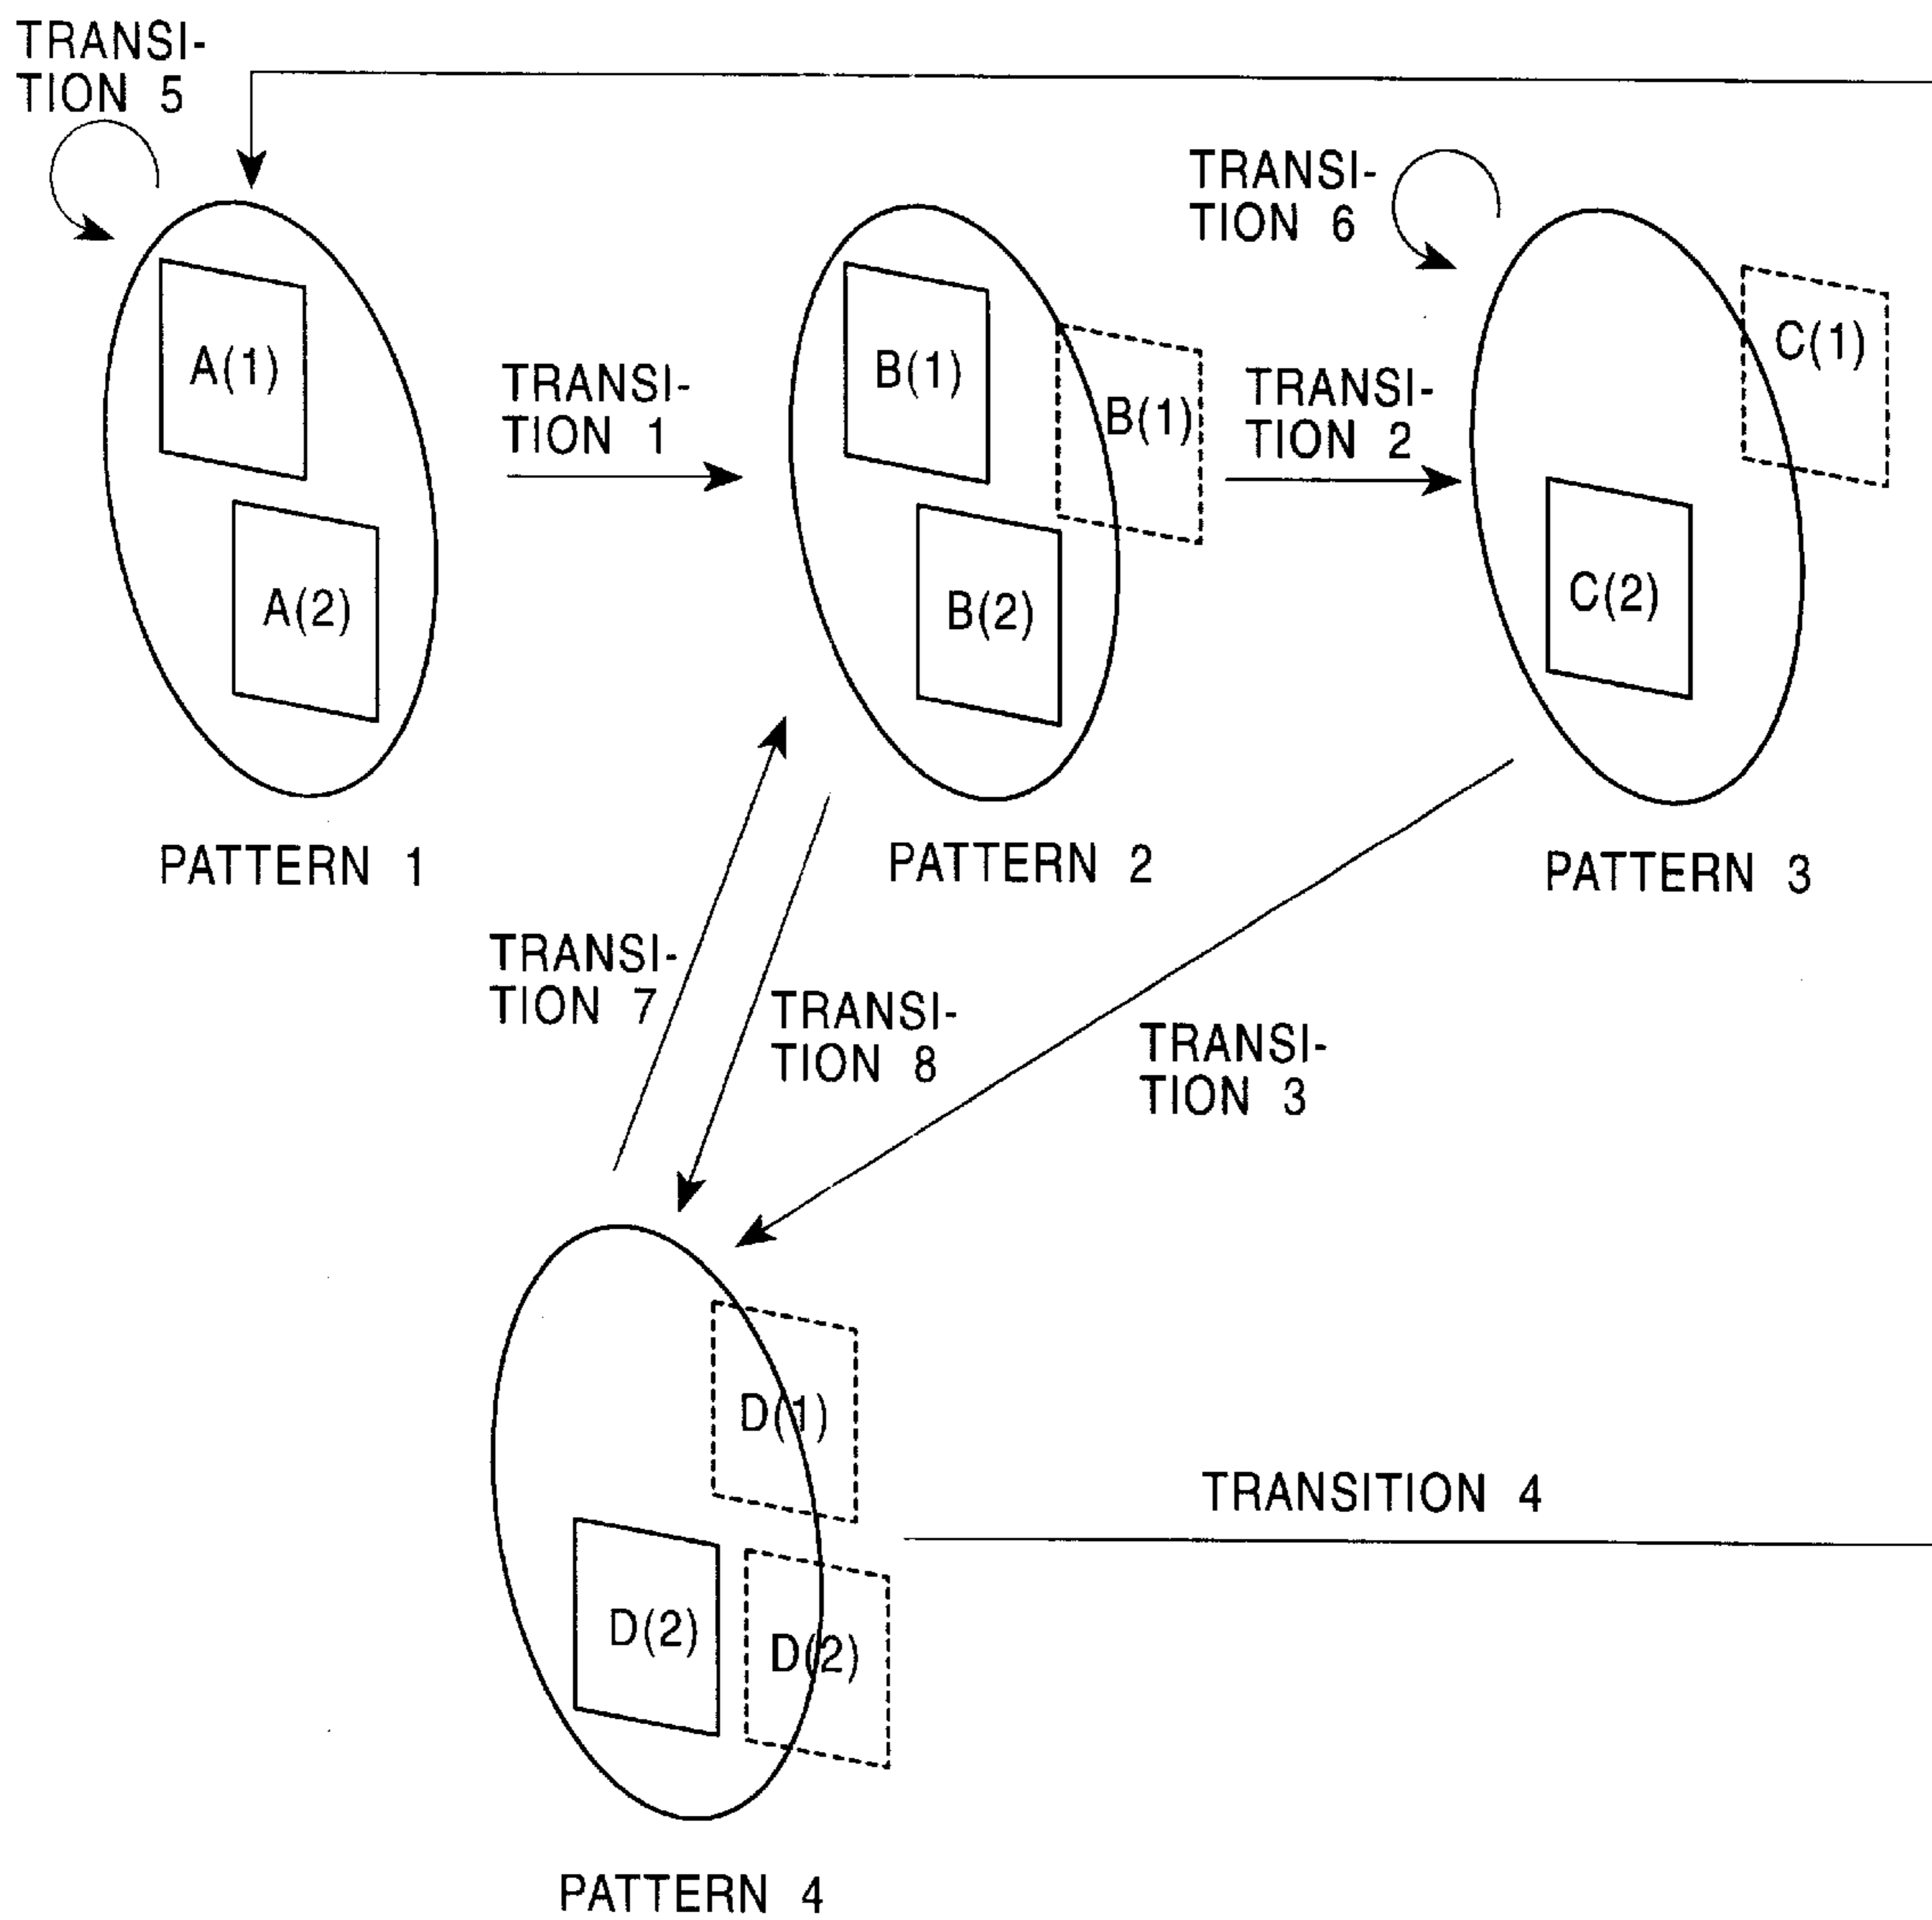 TRANSI-
TION 5
TRANSI-
TION 6
A(1)
A(2)
TRANSI-
TION 1
B(1)
B(1)
B(2)
TRANSI-
TION 2
C(1)
C(2)
PATTERN 1
PATTERN 2
PATTERN 3
TRANSI-
TION 7
TRANSI-
TION 8
TRANSI-
TION 3
D(1)
D(2)
D(2)
TRANSITION 4
PATTERN 4